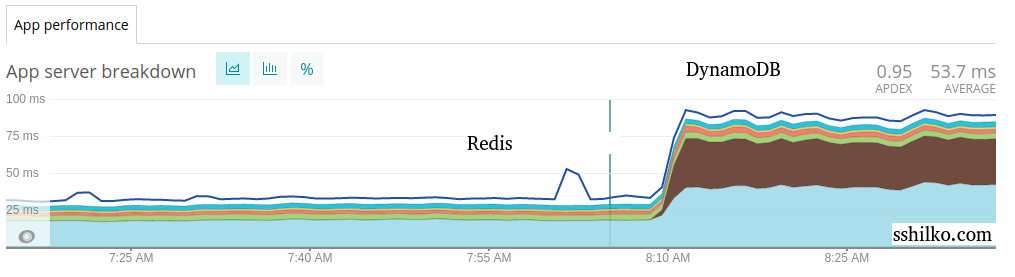 App performance
App server breakdown
%
DynamoDB
0.95
APDEX
53.7 ms
AVERAGE
100 ms
75 ms
50 ms
25 ms
Redis
sshilko.com
7:25 AM
7:40 AM
7:55 AM
8:10 AM
8:25 AM